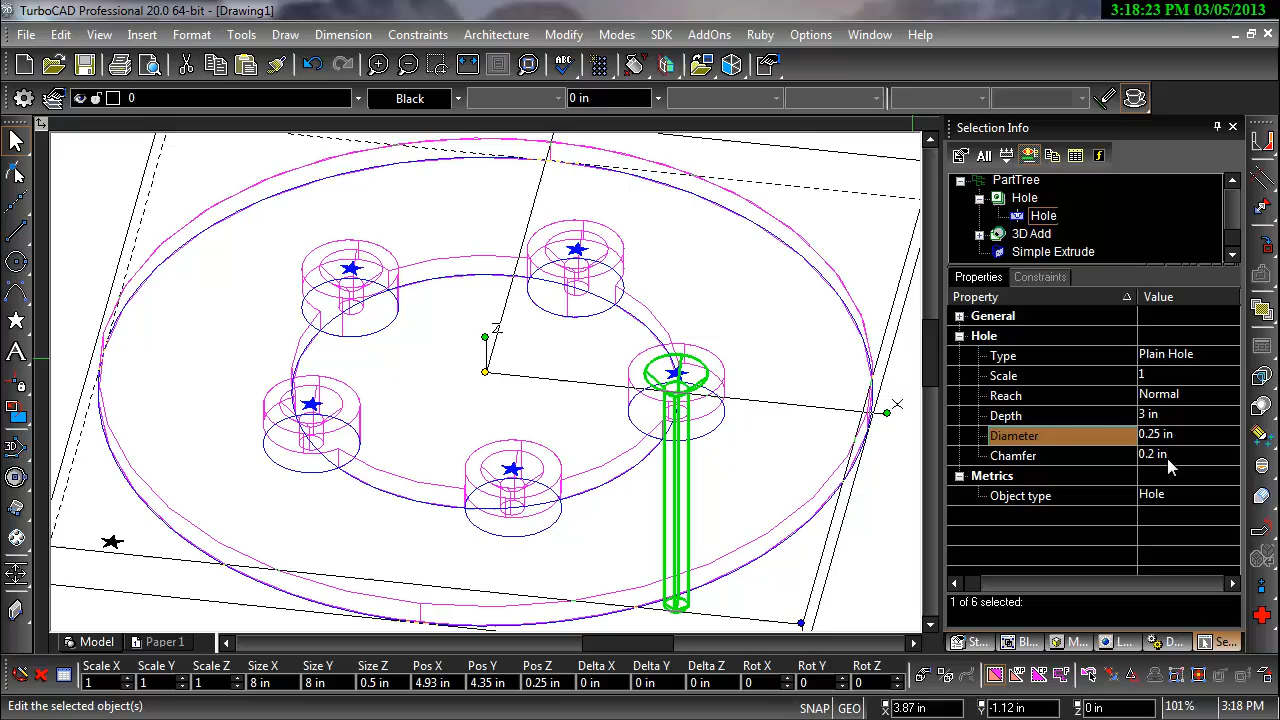 TurboCAD Professional 20.0 64-bit - [Drawing1]
3:18:23 PM 03/05/2013
File Edit View Insert Format Tools Draw Dimension Constraints Architecture Modify Modes SDK AddOns Ruby Options Window Help
ABC
0 Black 0 in
Selection Info
All
PartTree
Hole
Hole
3D Add
Simple Extrude
Properties Constraints
Property Value
General
Hole
Type Plain Hole
Scale 1
Reach Normal
Depth 3 in
Diameter 0.25 in
Chamfer 0.2 in
Metrics
Object type Hole
1 of 6 selected:
Z
X
Model Paper 1
St... Bl... M... L... D... Se...
Scale X Scale Y Scale Z Size X Size Y Size Z Pos X Pos Y Pos Z Delta X Delta Y Delta Z Rot X Rot Y Rot Z
1 1 1 8 in 8 in 0.5 in 4.93 in 4.35 in 0.25 in 0 in 0 in 0 in 0 0 0
Edit the selected object(s) SNAP GEO X 3.87 in Y -1.12 in Z 0 in 101% 3:18 PM